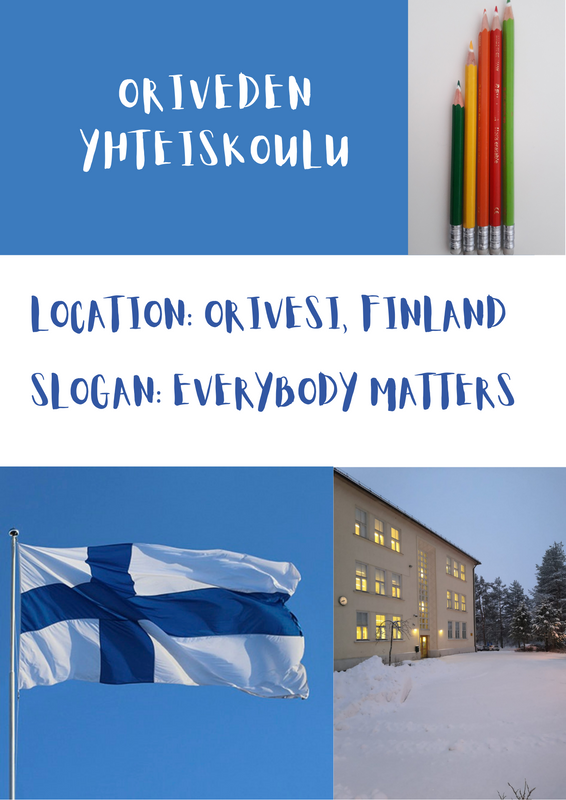 ORIVEDEN
YHTEISKOULU
LOCATION: ORIVESI, FINLAND
SLOGAN: EVERYBODY MATTERS